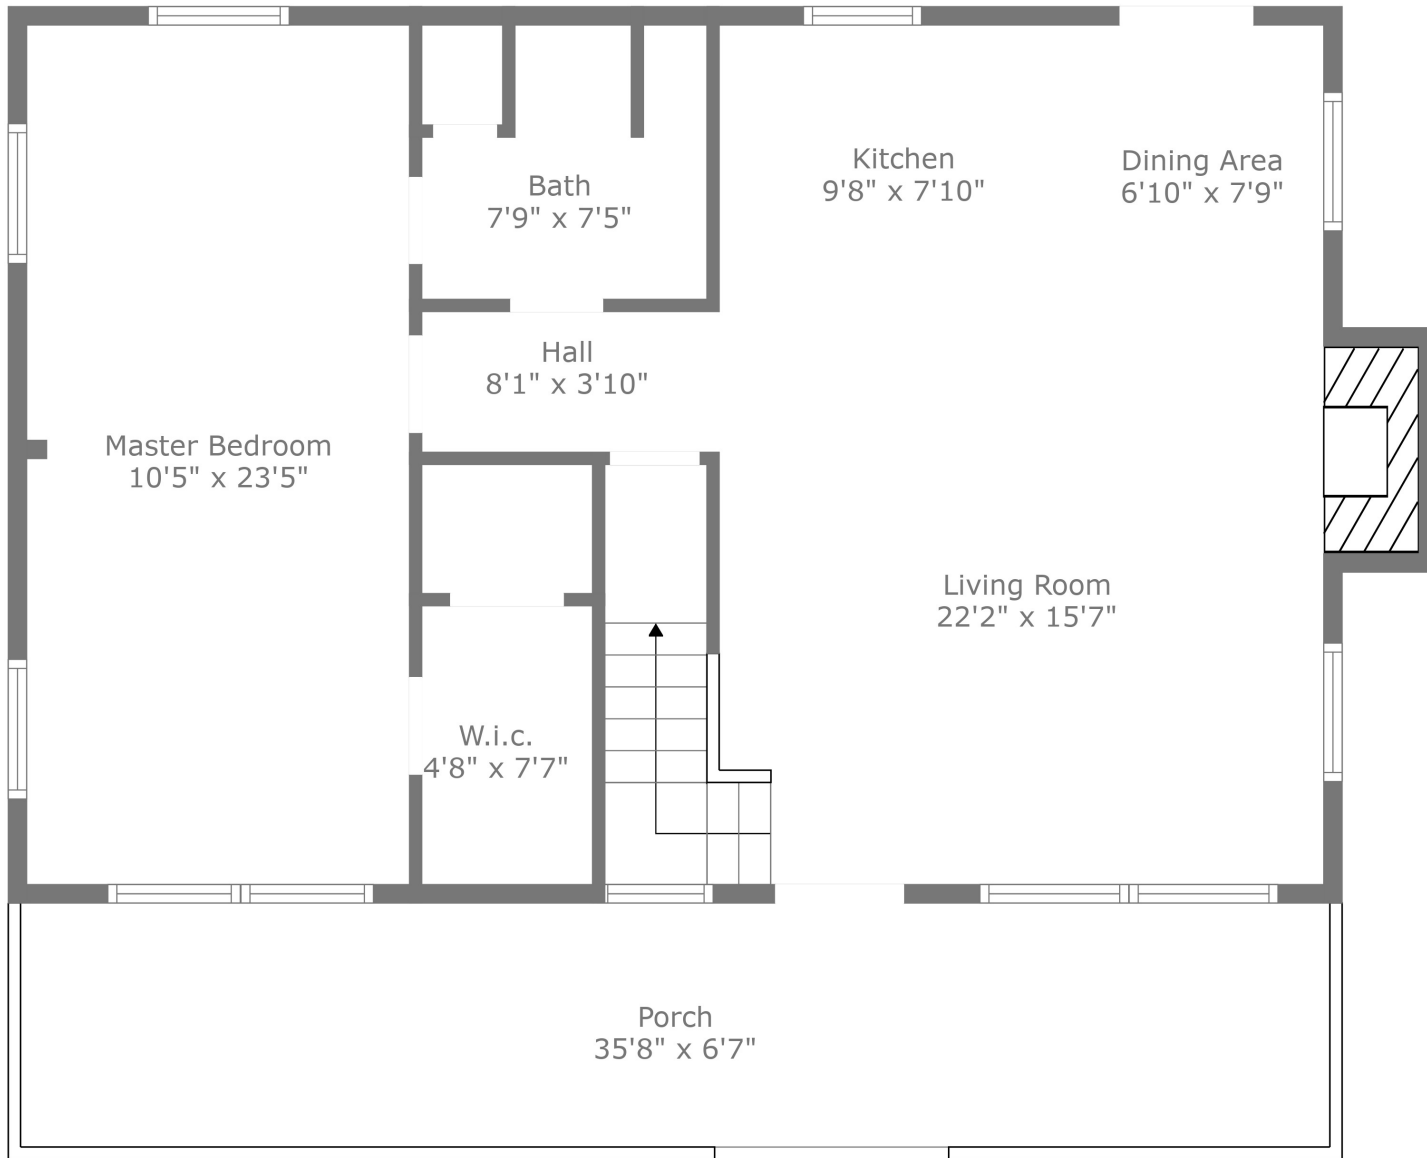 Kitchen
9'8" x 7'10"
Dining Area
6'10" x 7'9"
Bath
7'9" x 7'5"
Hall
8'1" x 3'10"
Master Bedroom
10'5" x 23'5"
Living Room
22'2" x 15'7"
W.i.c.
4'8" x 7'7"
Porch
35'8" x 6'7"